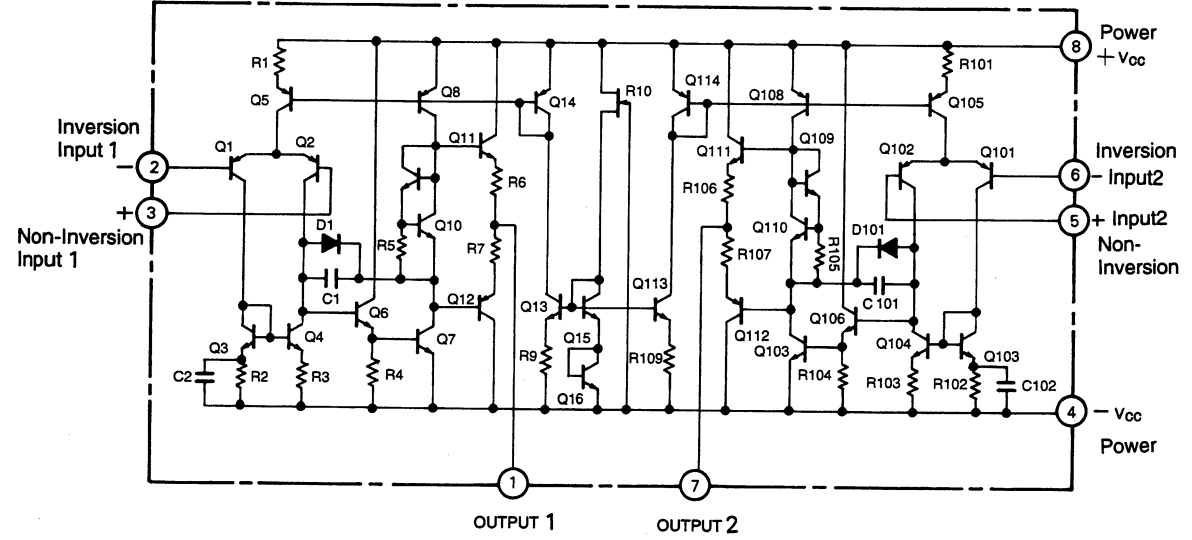 8
Power
+ Vcc
R1
R101
Q5
Q8
Q14
R10
Q114
Q108
Q105
Inversion
Input 1
−
2
Q1
Q2
Q11
R6
Q111
R106
Q109
Q102
Q101
6
Inversion
− Input2
+
3
Non-Inversion
Input 1
D1
R5
Q10
R7
R107
Q110
R105
D101
5
+ Input2
Non-
Inversion
C1
Q6
Q12
Q13
Q113
C 101
Q3
Q4
Q7
R9
Q15
R109
Q112
Q103
Q106
Q104
Q103
C2
R2
R3
R4
Q16
R104
R103
R102
C102
4
− Vcc
Power
1
7
OUTPUT 1
OUTPUT 2